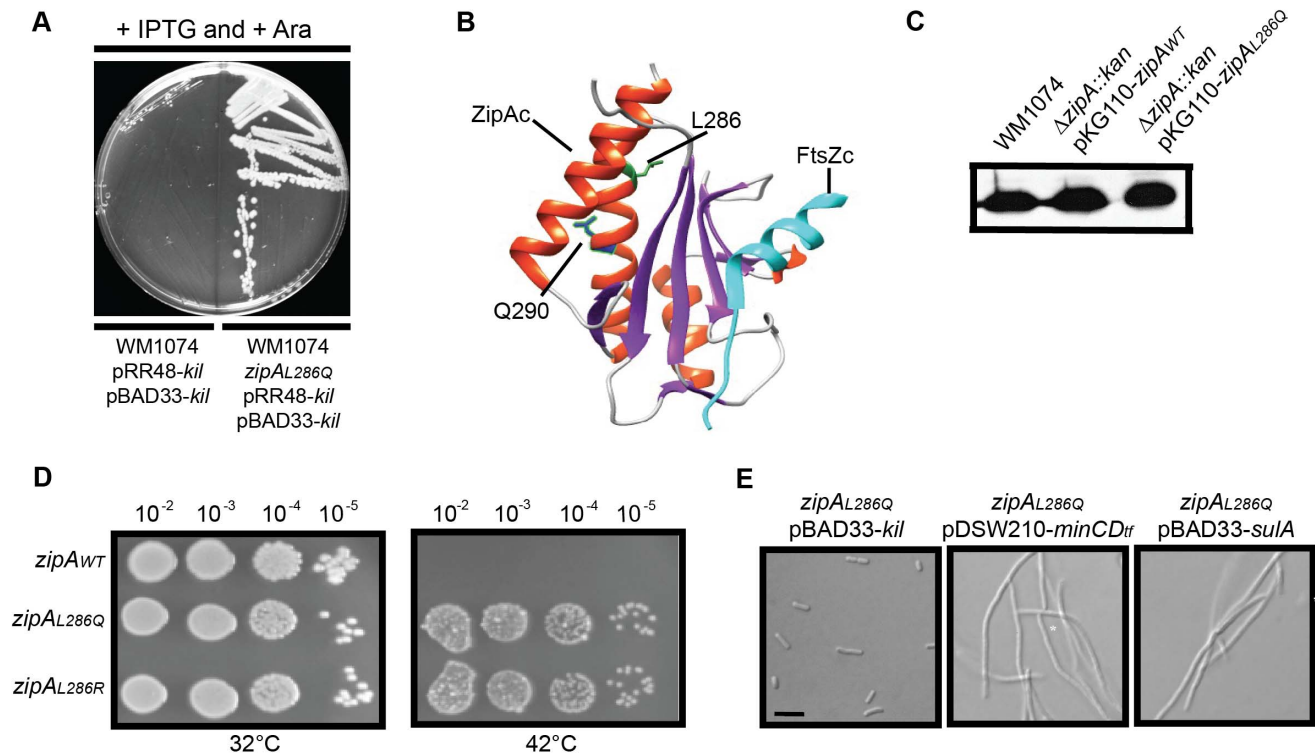 A
+ IPTG and + Ara
WM1074
pRR48-kil
pBAD33-kil
WM1074
zipAL286Q
pRR48-kil
pBAD33-kil
B
ZipAc
L286
FtsZc
Q290
C
WM1074
ΔzipA::kan
pKG110-zipAWT
ΔzipA::kan
pKG110-zipAL286Q
D
10-2 10-3 10-4 10-5
10-2 10-3 10-4 10-5
zipAWT
zipAL286Q
zipAL286R
32°C
42°C
E
zipAL286Q
pBAD33-kil
zipAL286Q
pDSW210-minCDtf
zipAL286Q
pBAD33-sulA
*